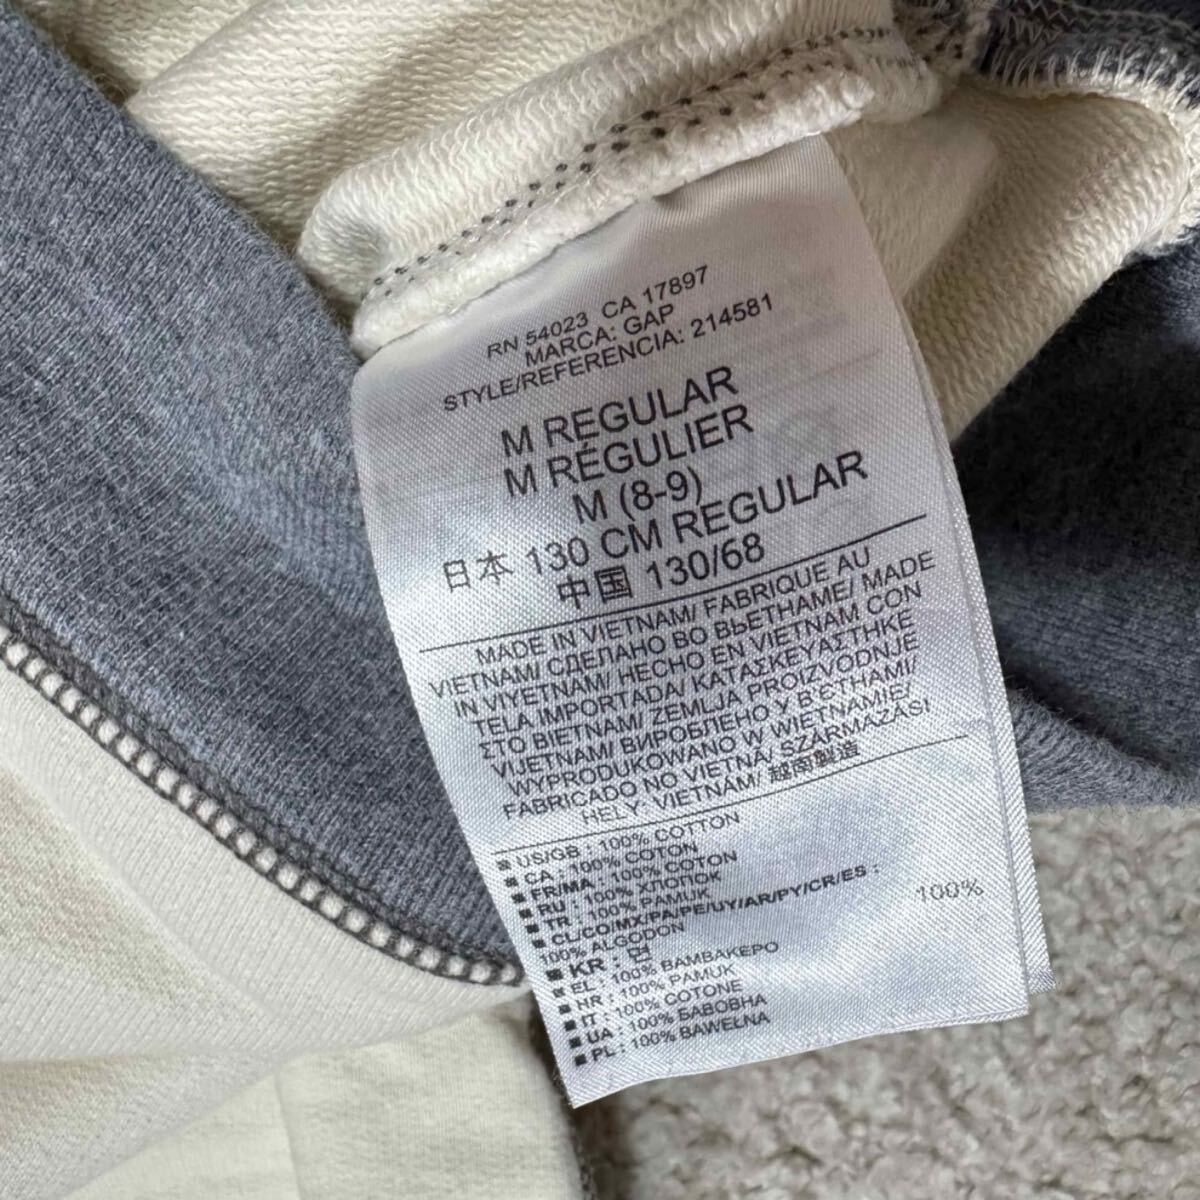 RN 54023 CA 17897
MARCA: GAP
STYLE/REFERENCIA: 214581
M REGULAR
M RÉGULIER
M (8-9)
日本 130 CM REGULAR
中国 130/68
MADE IN VIETNAM/ FABRIQUE AU
VIETNAM/ СДЕЛАНО ВО ВЬЕТНАМЕ/ MADE
IN VIYETNAM/ HECHO EN VIETNAM CON
TELA IMPORTADA/ ΚΑΤΑΣΚΕΥΑΣΤΗΚΕ
ΣΤΟ ΒΙΕΤΝΑΜ/ ZEMLJA PROIZVODNJE
VIJETNAM/ ВИРОБЛЕНО У В'ЄТНАМІ/
WYPRODUKOWANO W WIETNAMIE/
FABRICADO NO VIETNÃ/ SZÁRMAZÁSI
HELY: VIETNAM/ 越南製造
US/GB : 100% COTTON
CA : 100% COTON
FR/MA : 100% COTON
RU : 100% ХЛОПОК
TR : 100% PAMUK
CL/CO/MX/PA/PE/UY/AR/PY/CR/ES :
100% ALGODON
KR : 면 100%
EL : 100% ΒΑΜΒΑΚΕΡΟ
HR : 100% PAMUK
IT : 100% COTONE
UA : 100% БАВОВНА
PL : 100% BAWEŁNA